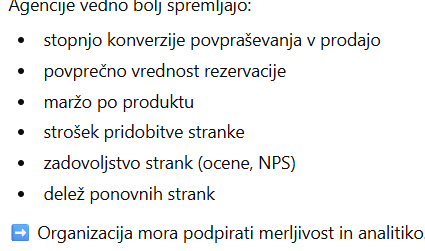 Agencije vedno bolj spremljajo:
• stopnjo konverzije povpraševanja v prodajo
• povprečno vrednost rezervacije
• maržo po produktu
• strošek pridobitve stranke
• zadovoljstvo strank (ocene, NPS)
• delež ponovnih strank
➡ Organizacija mora podpirati merljivost in analitiko